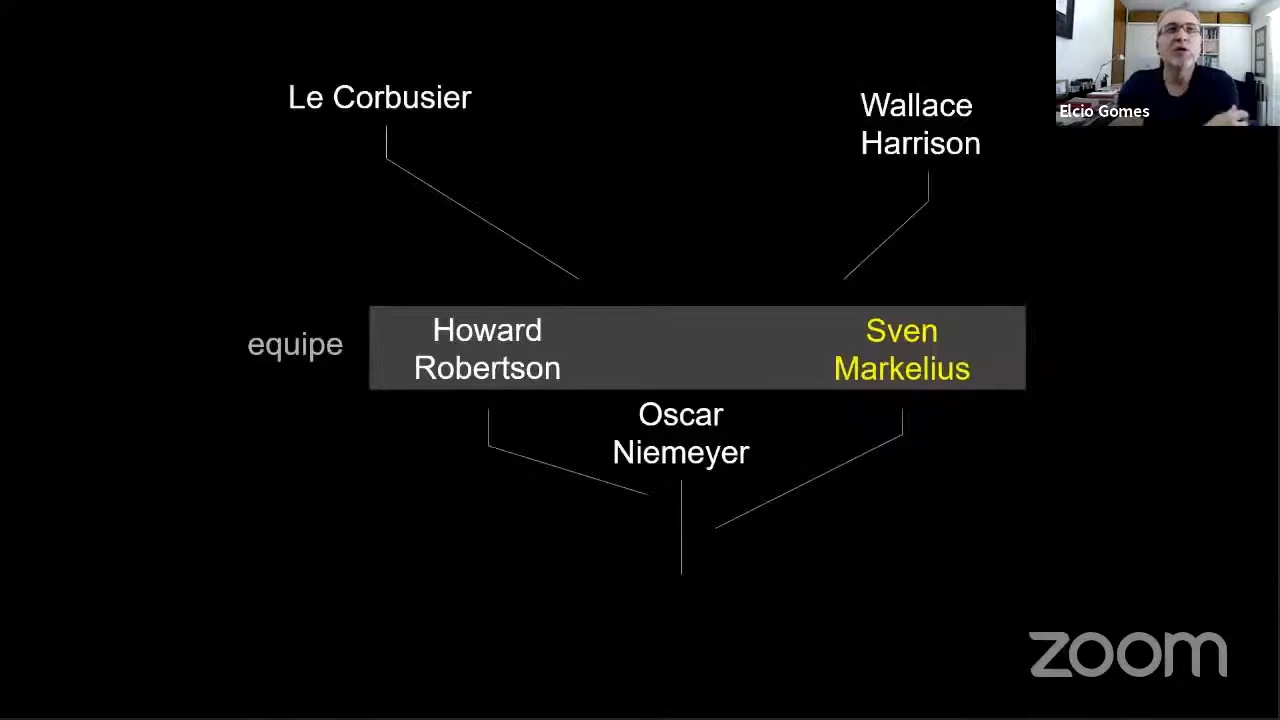 Le Corbusier
Wallace
Harrison
Elcio Gomes
equipe
Howard
Robertson
Sven
Markelius
Oscar
Niemeyer
zoom